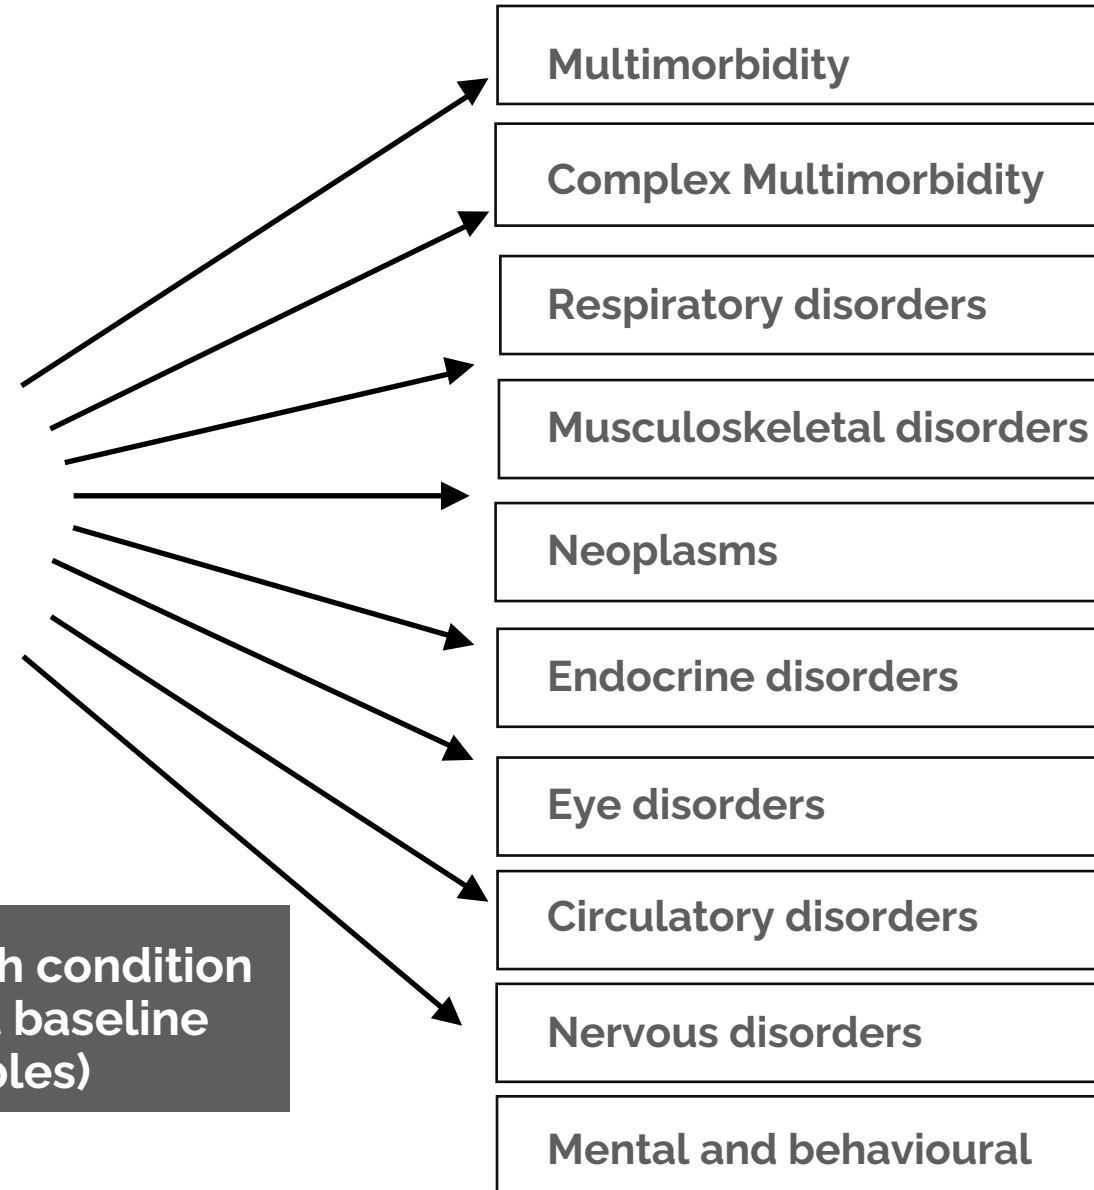 Multimorbidity
Complex Multimorbidity
Respiratory disorders
Musculoskeletal disorders
Neoplasms
Endocrine disorders
Eye disorders
Circulatory disorders
condition
baseline
Nervous disorders
Mental and behavioural